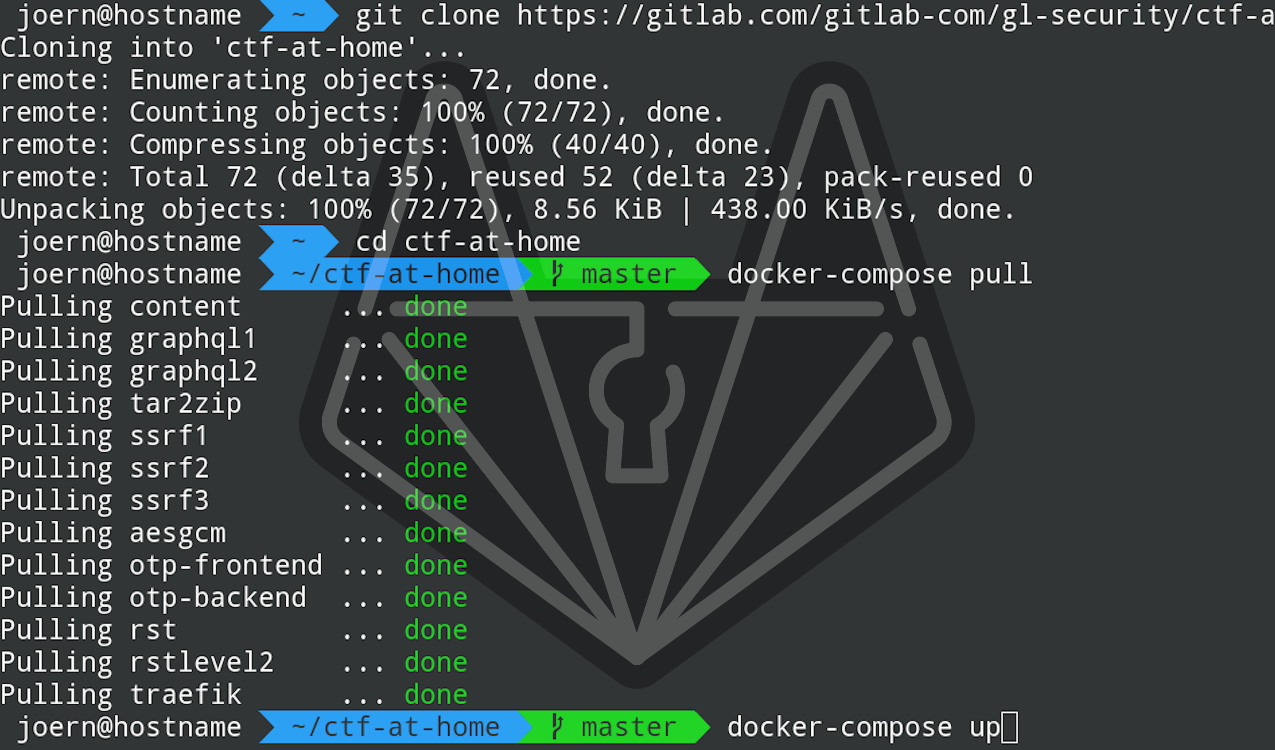 joern@hostname ~ git clone https://gitlab.com/gitlab-com/gl-security/ctf-a
Cloning into 'ctf-at-home'...
remote: Enumerating objects: 72, done.
remote: Counting objects: 100% (72/72), done.
remote: Compressing objects: 100% (40/40), done.
remote: Total 72 (delta 35), reused 52 (delta 23), pack-reused 0
Unpacking objects: 100% (72/72), 8.56 KiB | 438.00 KiB/s, done.
joern@hostname ~ cd ctf-at-home
joern@hostname ~/ctf-at-home master docker-compose pull
Pulling content ... done
Pulling graphql1 ... done
Pulling graphql2 ... done
Pulling tar2zip ... done
Pulling ssrf1 ... done
Pulling ssrf2 ... done
Pulling ssrf3 ... done
Pulling aesgcm ... done
Pulling otp-frontend ... done
Pulling otp-backend ... done
Pulling rst ... done
Pulling rstlevel2 ... done
Pulling traefik ... done
joern@hostname ~/ctf-at-home master docker-compose up